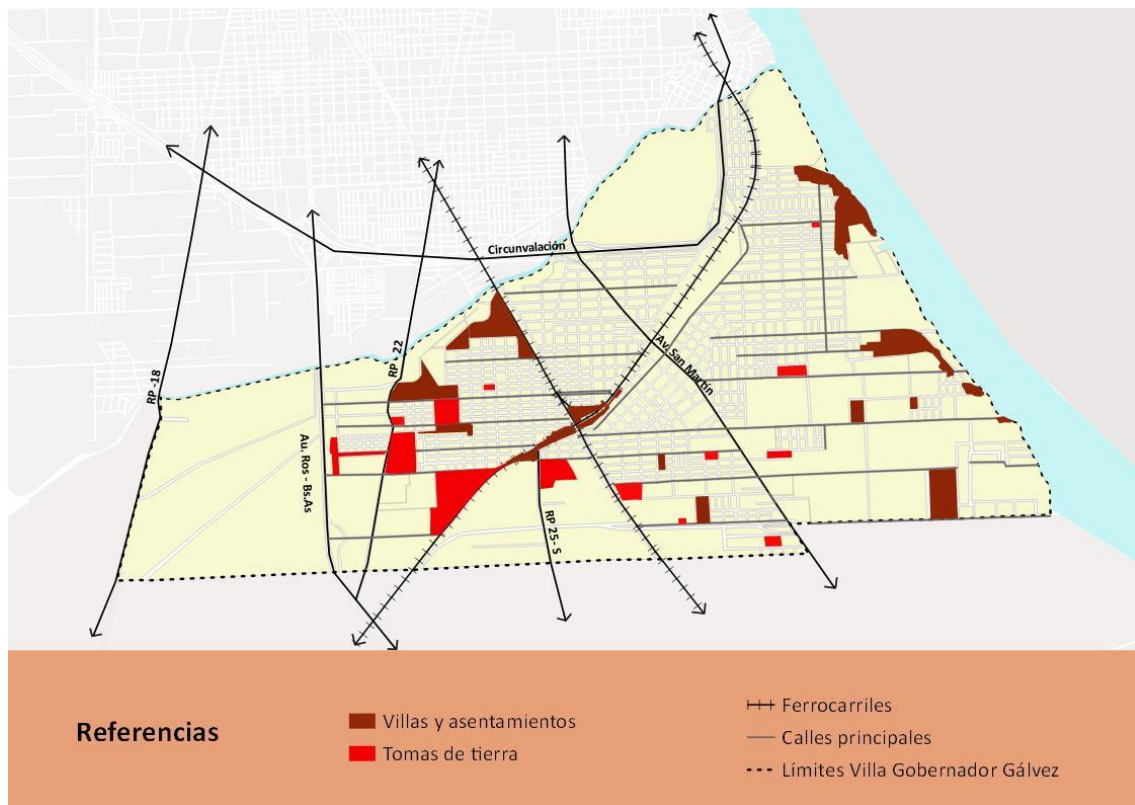 Circunvalación
RP -18
Au. Ros - Bs.As
RP - 22
Av. San Martín
RP 25- S
Referencias
Villas y asentamientos
Tomas de tierra
Ferrocarriles
Calles principales
Límites Villa Gobernador Gálvez